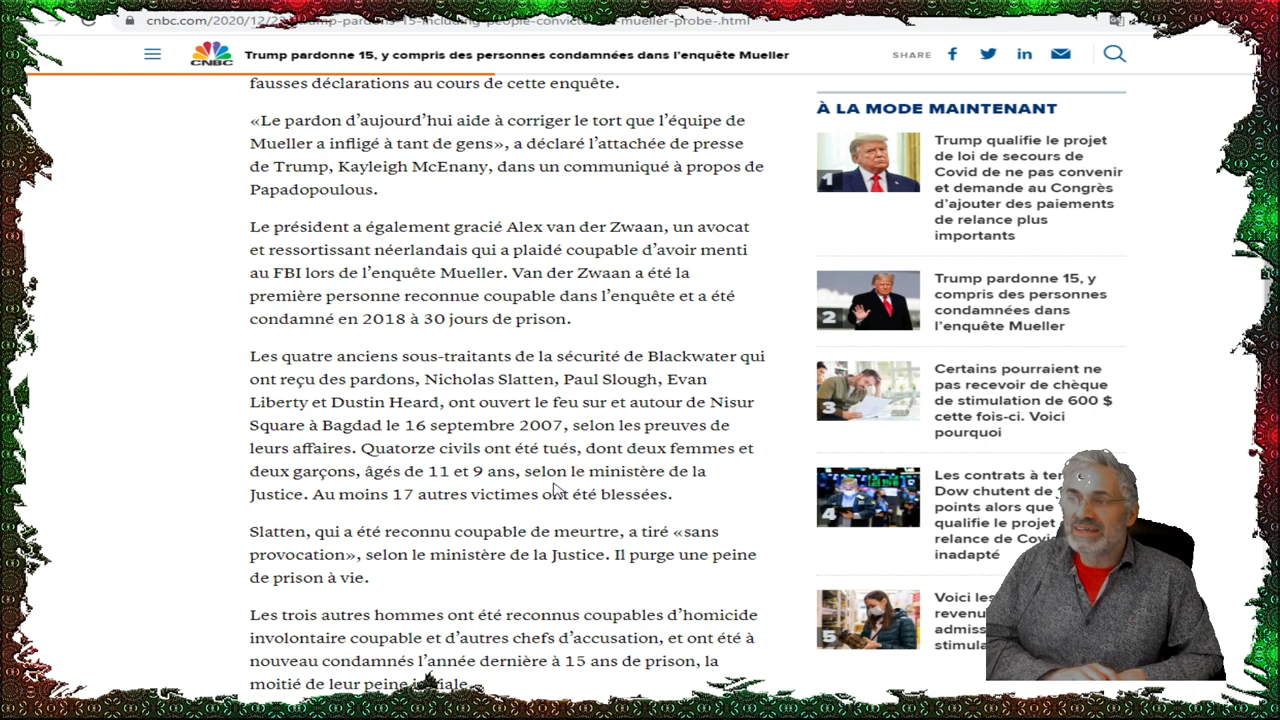 cnbc.com/2020/12/
trump-pardons-15-including-people-convict
mueller-probe-.html
CNBC
Trump pardonne 15, y compris des personnes condamnées dans l'enquête Mueller
SHARE
fausses déclarations au cours de cette enquête.
«Le pardon d'aujourd'hui aide à corriger le tort que l'équipe de
Mueller a infligé à tant de gens», a déclaré l'attachée de presse
de Trump, Kayleigh McEnany, dans un communiqué à propos de
Papadopoulous.
Le président a également gracié Alex van der Zwaan, un avocat
et ressortissant néerlandais qui a plaidé coupable d'avoir menti
au FBI lors de l'enquête Mueller. Van der Zwaan a été la
première personne reconnue coupable dans l'enquête et a été
condamné en 2018 à 30 jours de prison.
Les quatre anciens sous-traitants de la sécurité de Blackwater qui
ont reçu des pardons, Nicholas Slatten, Paul Slough, Evan
Liberty et Dustin Heard, ont ouvert le feu sur et autour de Nisur
Square à Bagdad le 16 septembre 2007, selon les preuves de
leurs affaires. Quatorze civils ont été tués, dont deux femmes et
deux garçons, âgés de 11 et 9 ans, selon le ministère de la
Justice. Au moins 17 autres victimes ont été blessées.
Slatten, qui a été reconnu coupable de meurtre, a tiré «sans
provocation», selon le ministère de la Justice. Il purge une peine
de prison à vie.
Les trois autres hommes ont été reconnus coupables d'homicide
involontaire coupable et d'autres chefs d'accusation, et ont été à
nouveau condamnés l'année dernière à 15 ans de prison, la
moitié de leur peine initiale.
À LA MODE MAINTENANT
1
Trump qualifie le projet
de loi de secours de
Covid de ne pas convenir
et demande au Congrès
d'ajouter des paiements
de relance plus
importants
2
Trump pardonne 15, y
compris des personnes
condamnées dans
l'enquête Mueller
3
Certains pourraient ne
pas recevoir de chèque
de stimulation de 600 $
cette fois-ci. Voici
pourquoi
4
Les contrats à
Dow chutent de
points alors que
qualifie le projet
relance de
inadapté
5
Voici les